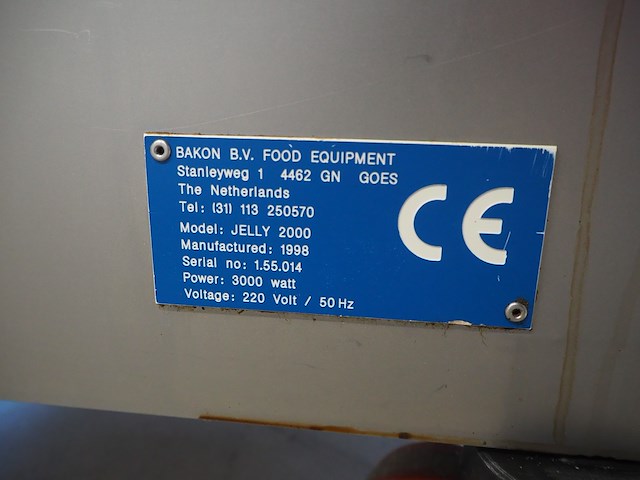 BAKON B.V. FOOD EQUIPMENT
Stanleyweg 1 4462 GN GOES
The Netherlands
Tel: (31) 113 250570
Model: JELLY 2000
Manufactured: 1998
Serial no: 1.55.014
Power: 3000 watt
Voltage: 220 Volt / 50 Hz
CE